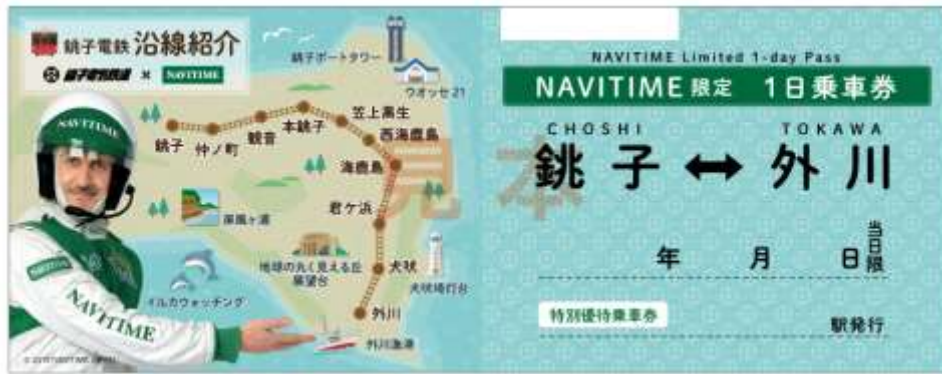 銚子電鉄 沿線紹介
銚子電気鉄道 × NAVITIME
銚子ポートタワー
ウオッセ21
銚子
仲ノ町
観音
本銚子
笠上黒生
西海鹿島
海鹿島
君ケ浜
犬吠
外川
屏風ヶ浦
地球の丸く見える丘
展望台
犬吠埼灯台
イルカウォッチング
外川漁港
NAVITIME
NAVITIME
NAVITIME
見本
NAVITIME Limited 1-day Pass
NAVITIME 限定 1日乗車券
CHOSHI TOKAWA
銚子 ↔ 外川
年 月 日 当日限
特別優待乗車券
駅発行